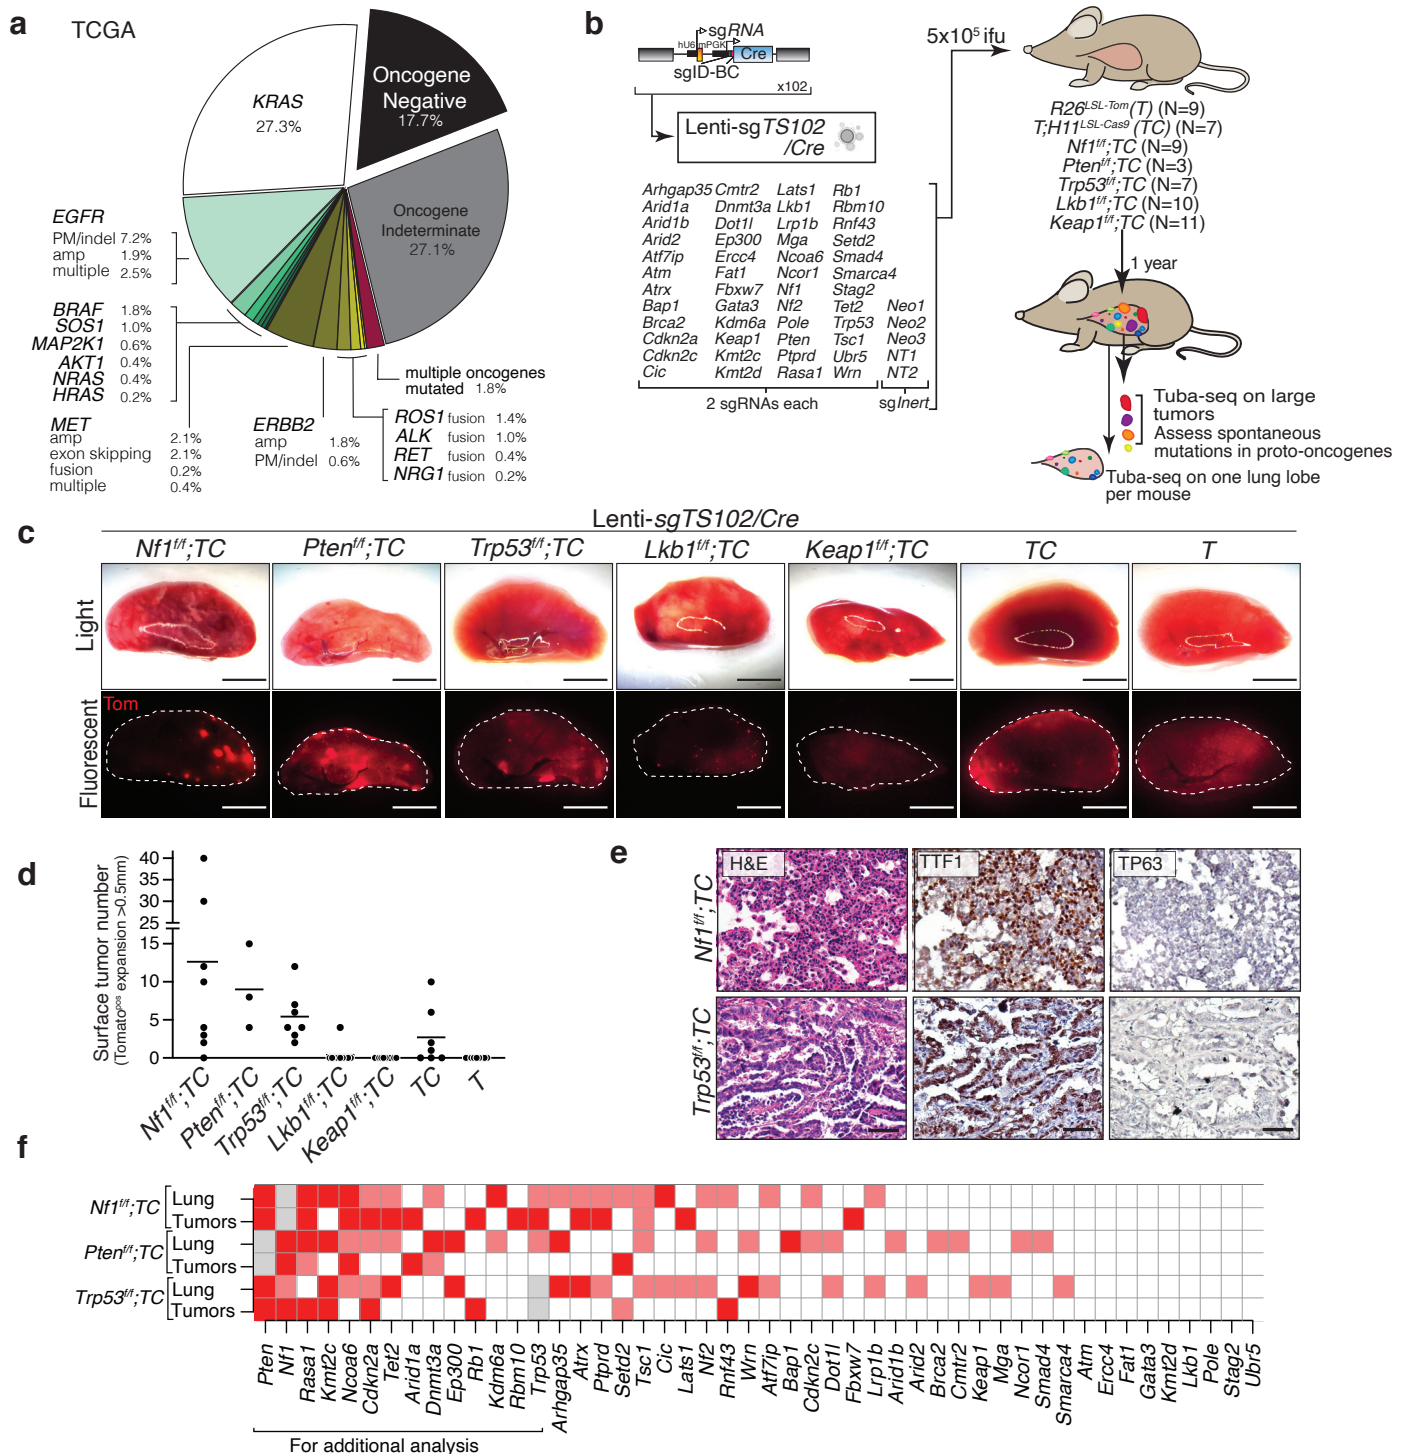 a
TCGA
KRAS
27.3%
Oncogene
Negative
17.7%
Oncogene
Indeterminate
27.1%
EGFR
PM/indel 7.2%
amp 1.9%
multiple 2.5%
BRAF 1.8%
SOS1 1.0%
MAP2K1 0.6%
AKT1 0.4%
NRAS 0.4%
HRAS 0.2%
MET
amp 2.1%
exon skipping 2.1%
fusion 0.2%
multiple 0.4%
ERBB2
amp 1.8%
PM/indel 0.6%
multiple oncogenes
mutated 1.8%
ROS1 fusion 1.4%
ALK fusion 1.0%
RET fusion 0.4%
NRG1 fusion 0.2%
b
sgRNA
hU6 mPGK
Cre
sgID-BC
x102
Lenti-sgTS102
/Cre
Arhgap35 Cmtr2 Lats1 Rb1
Arid1a Dnmt3a Lkb1 Rbm10
Arid1b Dot1l Lrp1b Rnf43
Arid2 Ep300 Mga Setd2
Atf7ip Ercc4 Ncoa6 Smad4
Atm Fat1 Ncor1 Smarca4
Atrx Fbxw7 Nf1 Stag2
Bap1 Gata3 Nf2 Tet2 Neo1
Brca2 Kdm6a Pole Trp53 Neo2
Cdkn2a Keap1 Pten Tsc1 Neo3
Cdkn2c Kmt2c Ptprd Ubr5 NT1
Cic Kmt2d Rasa1 Wrn NT2
2 sgRNAs each
sgInert
5x10⁵ ifu
R26LSL-Tom(T) (N=9)
T;H11LSL-Cas9 (TC) (N=7)
Nf1f/f;TC (N=9)
Ptenf/f;TC (N=3)
Trp53f/f;TC (N=7)
Lkb1f/f;TC (N=10)
Keap1f/f;TC (N=11)
1 year
Tuba-seq on large
tumors
Assess spontaneous
mutations in proto-oncogenes
Tuba-seq on one lung lobe
per mouse
c
Lenti-sgTS102/Cre
Nf1f/f;TC Ptenf/f;TC Trp53f/f;TC Lkb1f/f;TC Keap1f/f;TC TC T
Light
Fluorescent
Tom
d
Surface tumor number
(Tomatopos expansion >0.5mm)
40
35
30
25
15
10
5
0
Nf1f/f;TC
Ptenf/f;TC
Trp53f/f;TC
Lkb1f/f;TC
Keap1f/f;TC
TC
T
e
H&E
TTF1
TP63
Nf1f/f;TC
Trp53f/f;TC
f
Nf1f/f;TC
Lung
Tumors
Ptenf/f;TC
Lung
Tumors
Trp53f/f;TC
Lung
Tumors
Pten
Nf1
Rasa1
Kmt2c
Ncoa6
Cdkn2a
Tet2
Arid1a
Dnmt3a
Ep300
Rb1
Kdm6a
Rbm10
Trp53
Arhgap35
Atrx
Ptprd
Setd2
Tsc1
Cic
Lats1
Nf2
Rnf43
Wrn
Atf7ip
Bap1
Cdkn2c
Dot1l
Fbxw7
Lrp1b
Arid1b
Arid2
Brca2
Cmtr2
Keap1
Mga
Ncor1
Smad4
Smarca4
Atm
Ercc4
Fat1
Gata3
Kmt2d
Lkb1
Pole
Stag2
Ubr5
For additional analysis